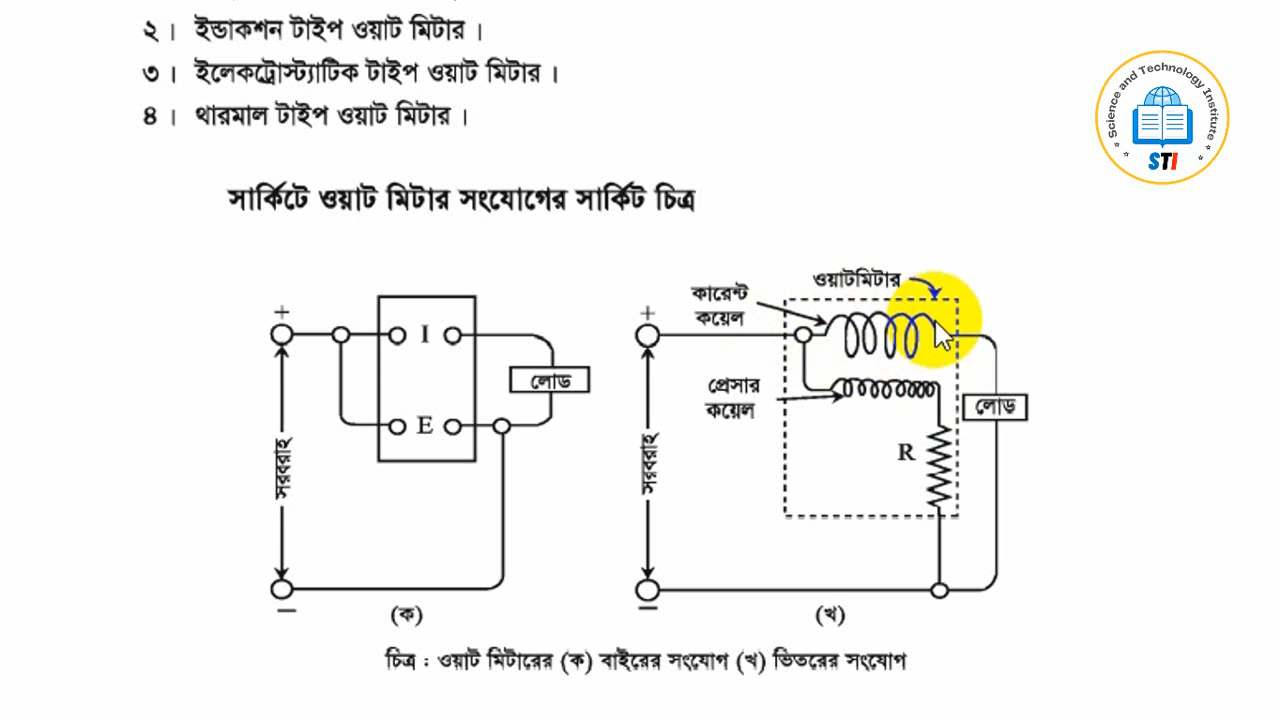 ২। ইন্ডাকশন টাইপ ওয়াট মিটার।
৩। ইলেকট্রোস্ট্যাটিক টাইপ ওয়াট মিটার।
৪। থারমাল টাইপ ওয়াট মিটার।
Science and Technology Institute
STI
সার্কিটে ওয়াট মিটার সংযোগের সার্কিট চিত্র
+
I
E
লোড
সরবরাহ
−
(ক)
ওয়াটমিটার
কারেন্ট
কয়েল
+
প্রেসার
কয়েল
লোড
R
সরবরাহ
−
(খ)
চিত্র : ওয়াট মিটারের (ক) বাইরের সংযোগ (খ) ভিতরের সংযোগ